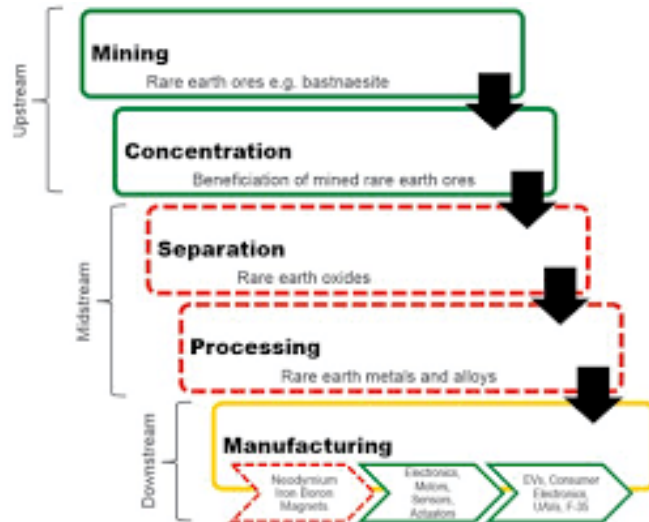 Upstream
Mining
Rare earth ores e.g. bastnaesite
Concentration
Beneficiation of mined rare earth ores
Midstream
Separation
Rare earth oxides
Processing
Rare earth metals and alloys
Downstream
Manufacturing
Neodymium
Iron Boron
Magnets
Electronics,
Motors,
Sensors,
Actuators
EVs, Consumer
Electronics,
UAVs, F-35